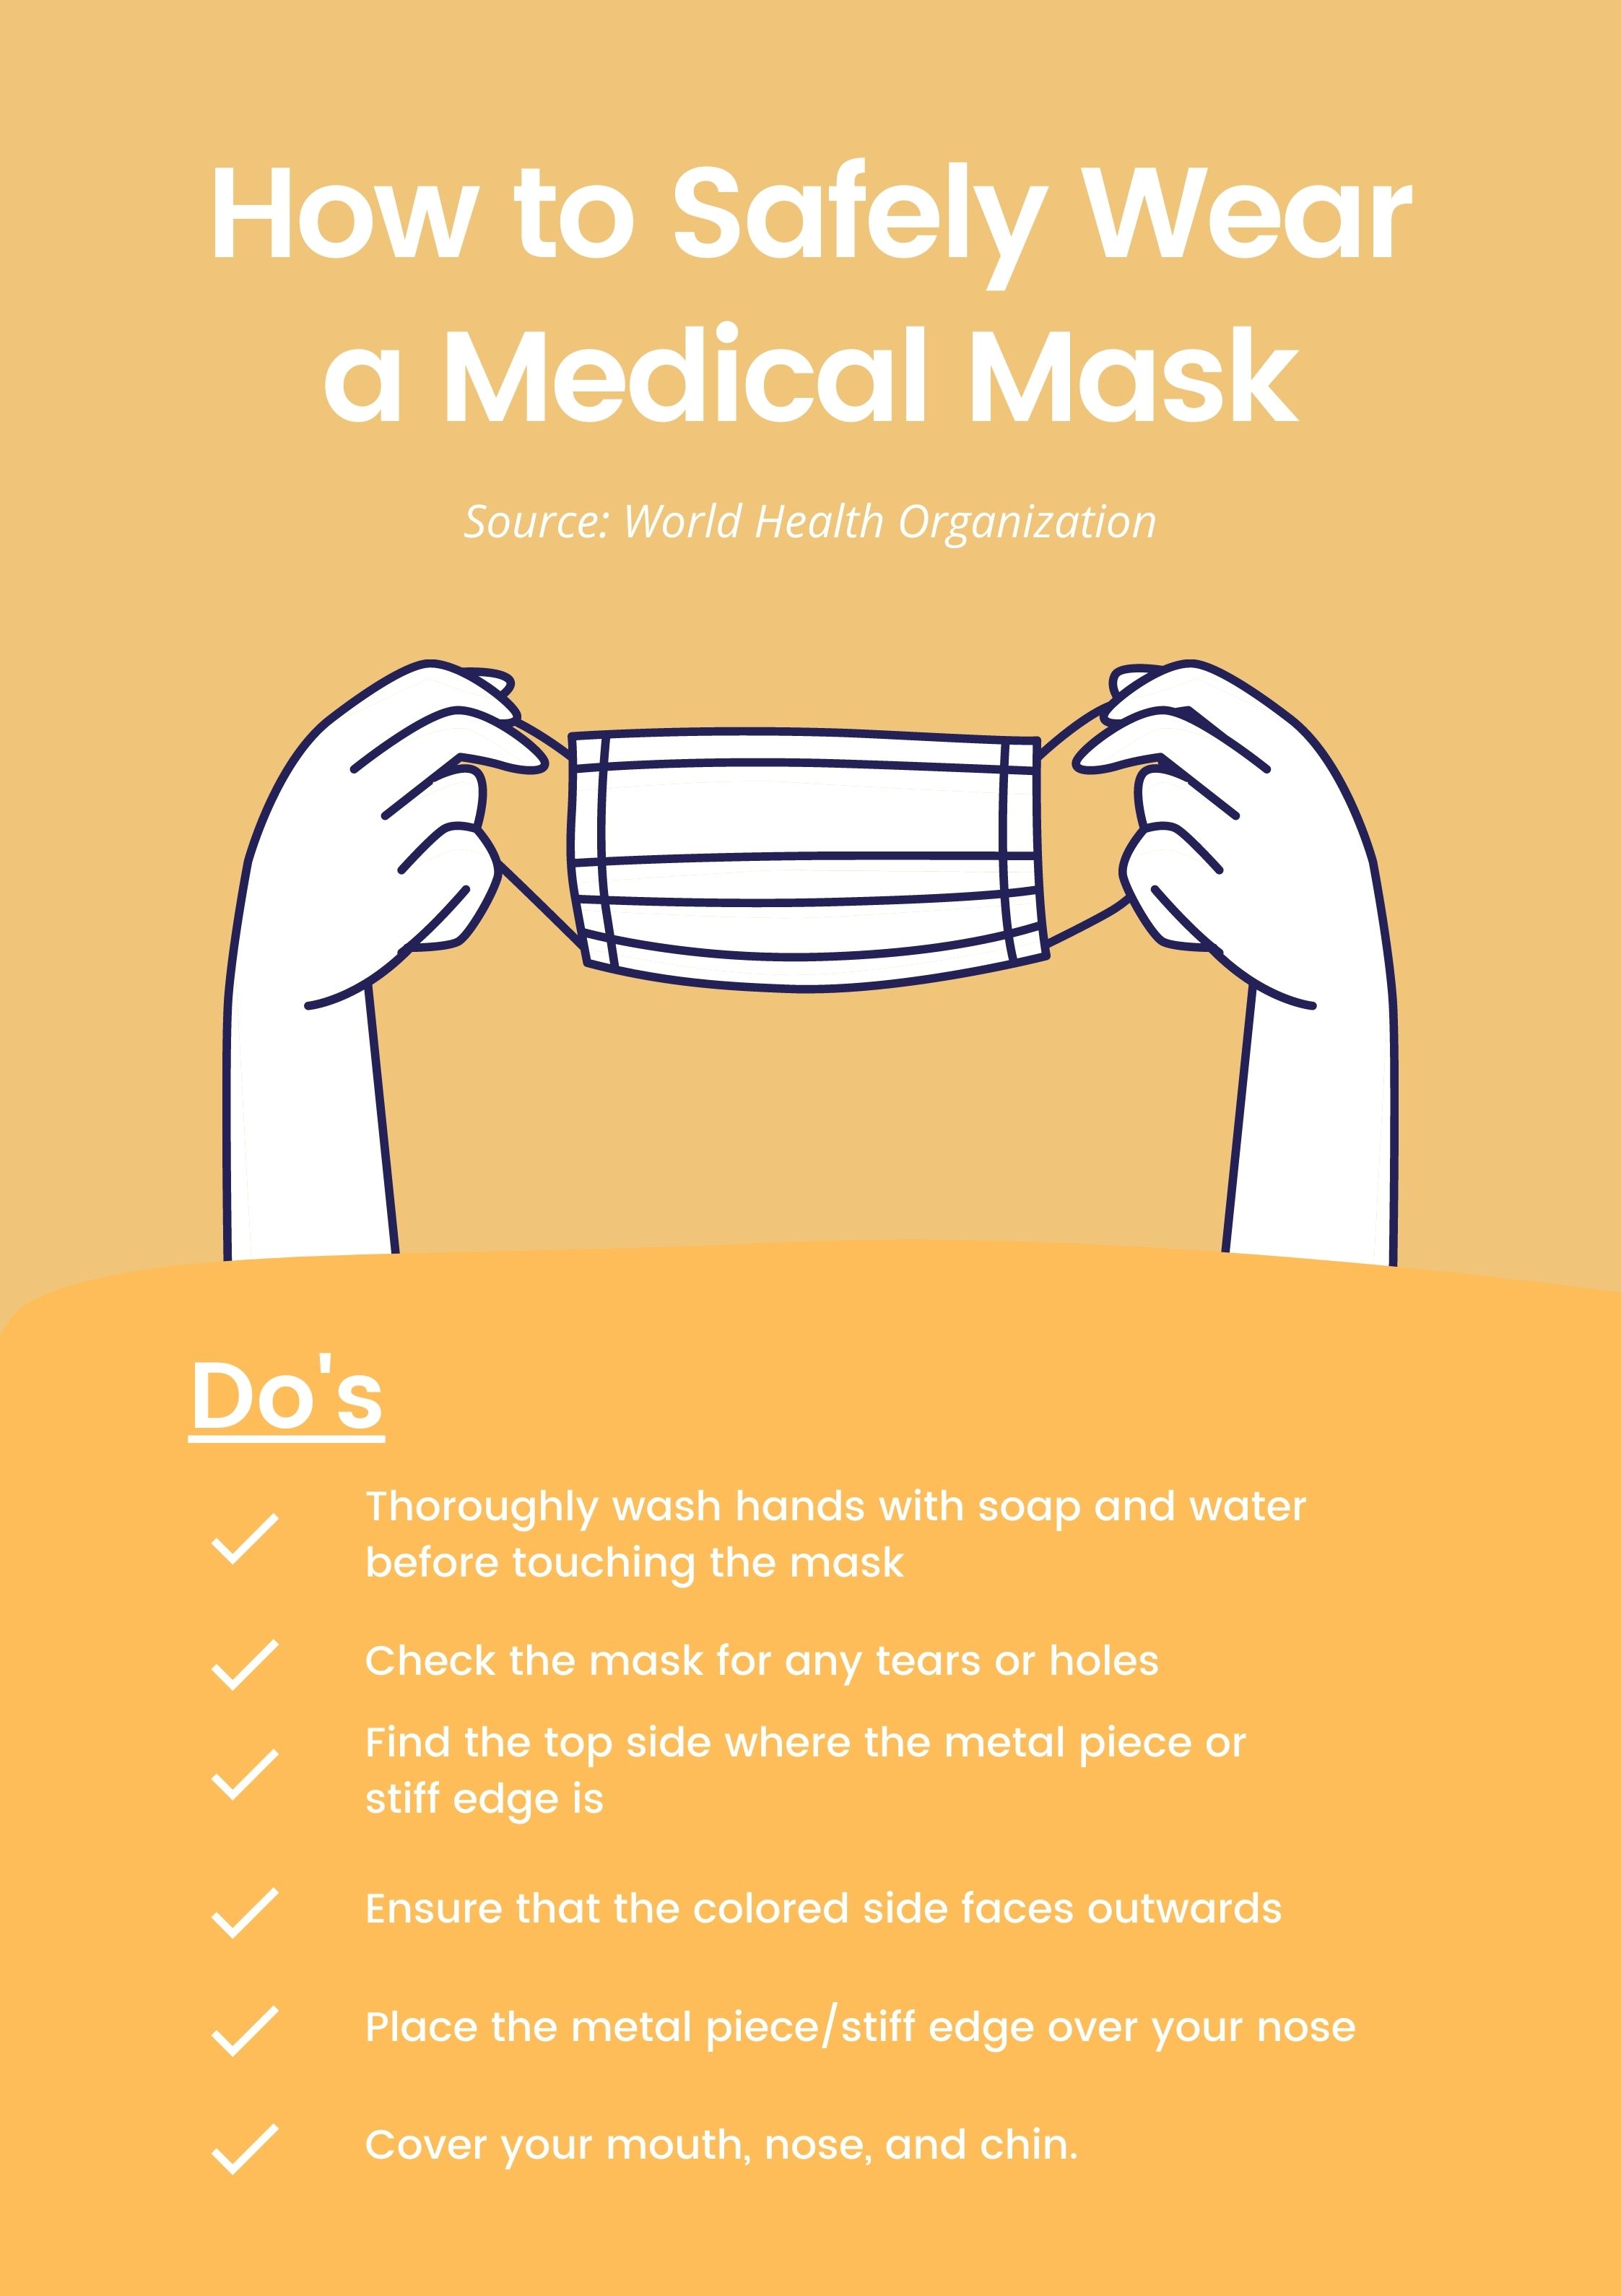 How to Safely Wear
a Medical Mask
Source: World Health Organization
Do's
Thoroughly wash hands with soap and water
before touching the mask
Check the mask for any tears or holes
Find the top side where the metal piece or
stiff edge is
Ensure that the colored side faces outwards
Place the metal piece/stiff edge over your nose
Cover your mouth, nose, and chin.